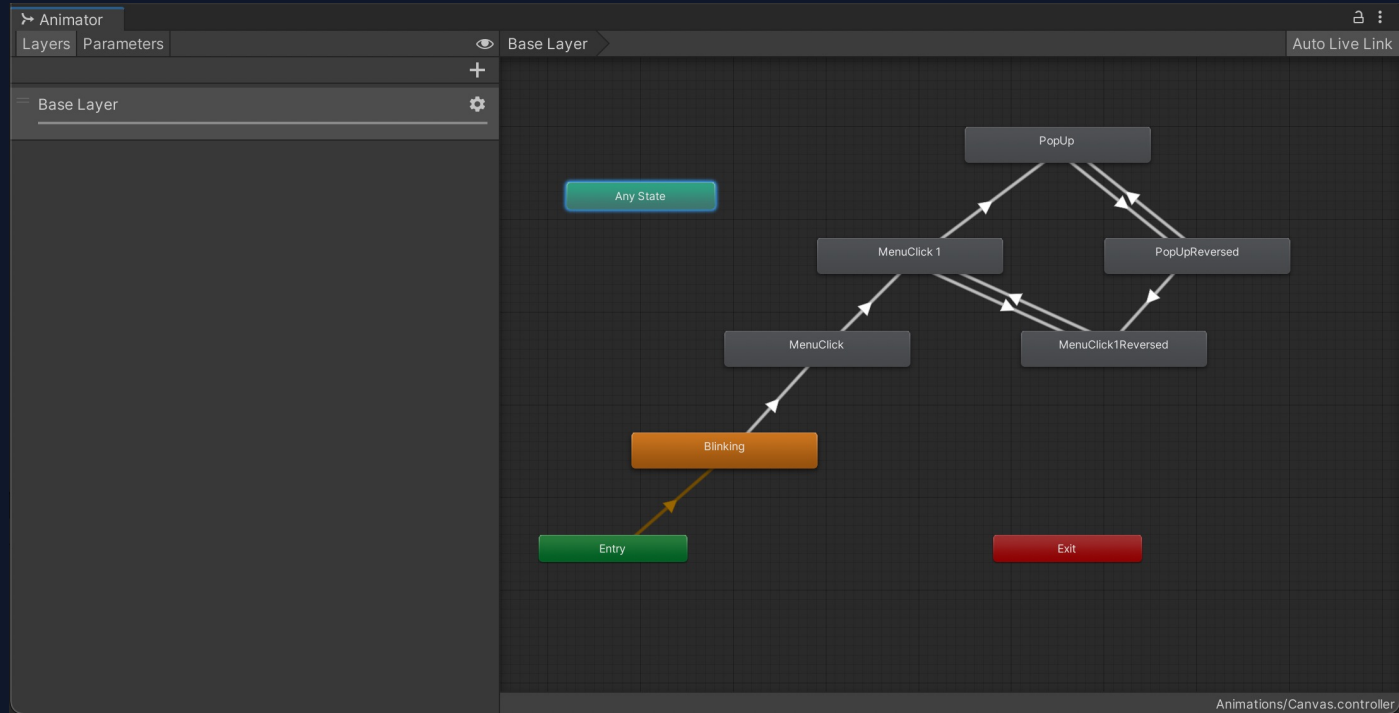 Animator
Layers Parameters
Base Layer
Auto Live Link
Base Layer
PopUp
Any State
MenuClick 1
PopUpReversed
MenuClick
MenuClick1Reversed
Blinking
Entry
Exit
Animations/Canvas.controller